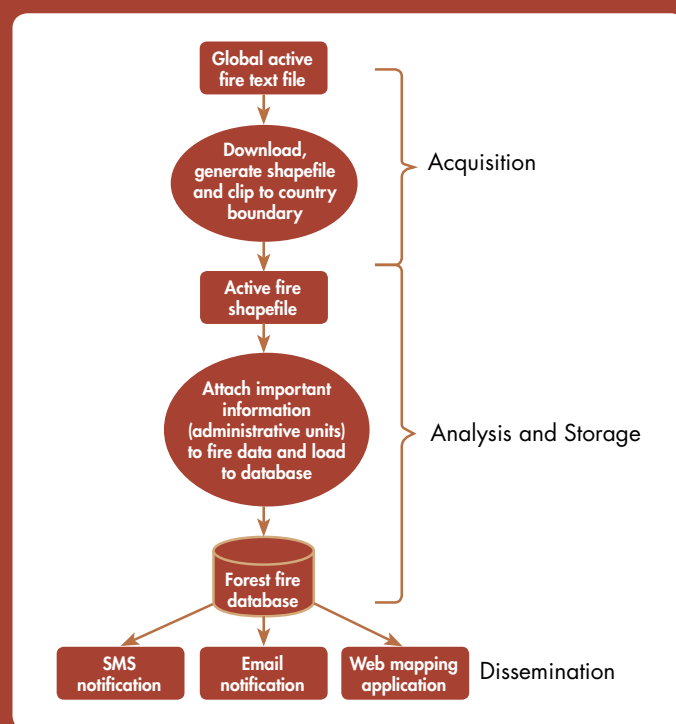 Global active
fire text file
Download,
generate shapefile
and clip to country
boundary
Acquisition
Active fire
shapefile
Attach important
information
(administrative units)
to fire data and load
to database
Analysis and Storage
Forest fire
database
SMS
notification
Email
notification
Web mapping
application
Dissemination